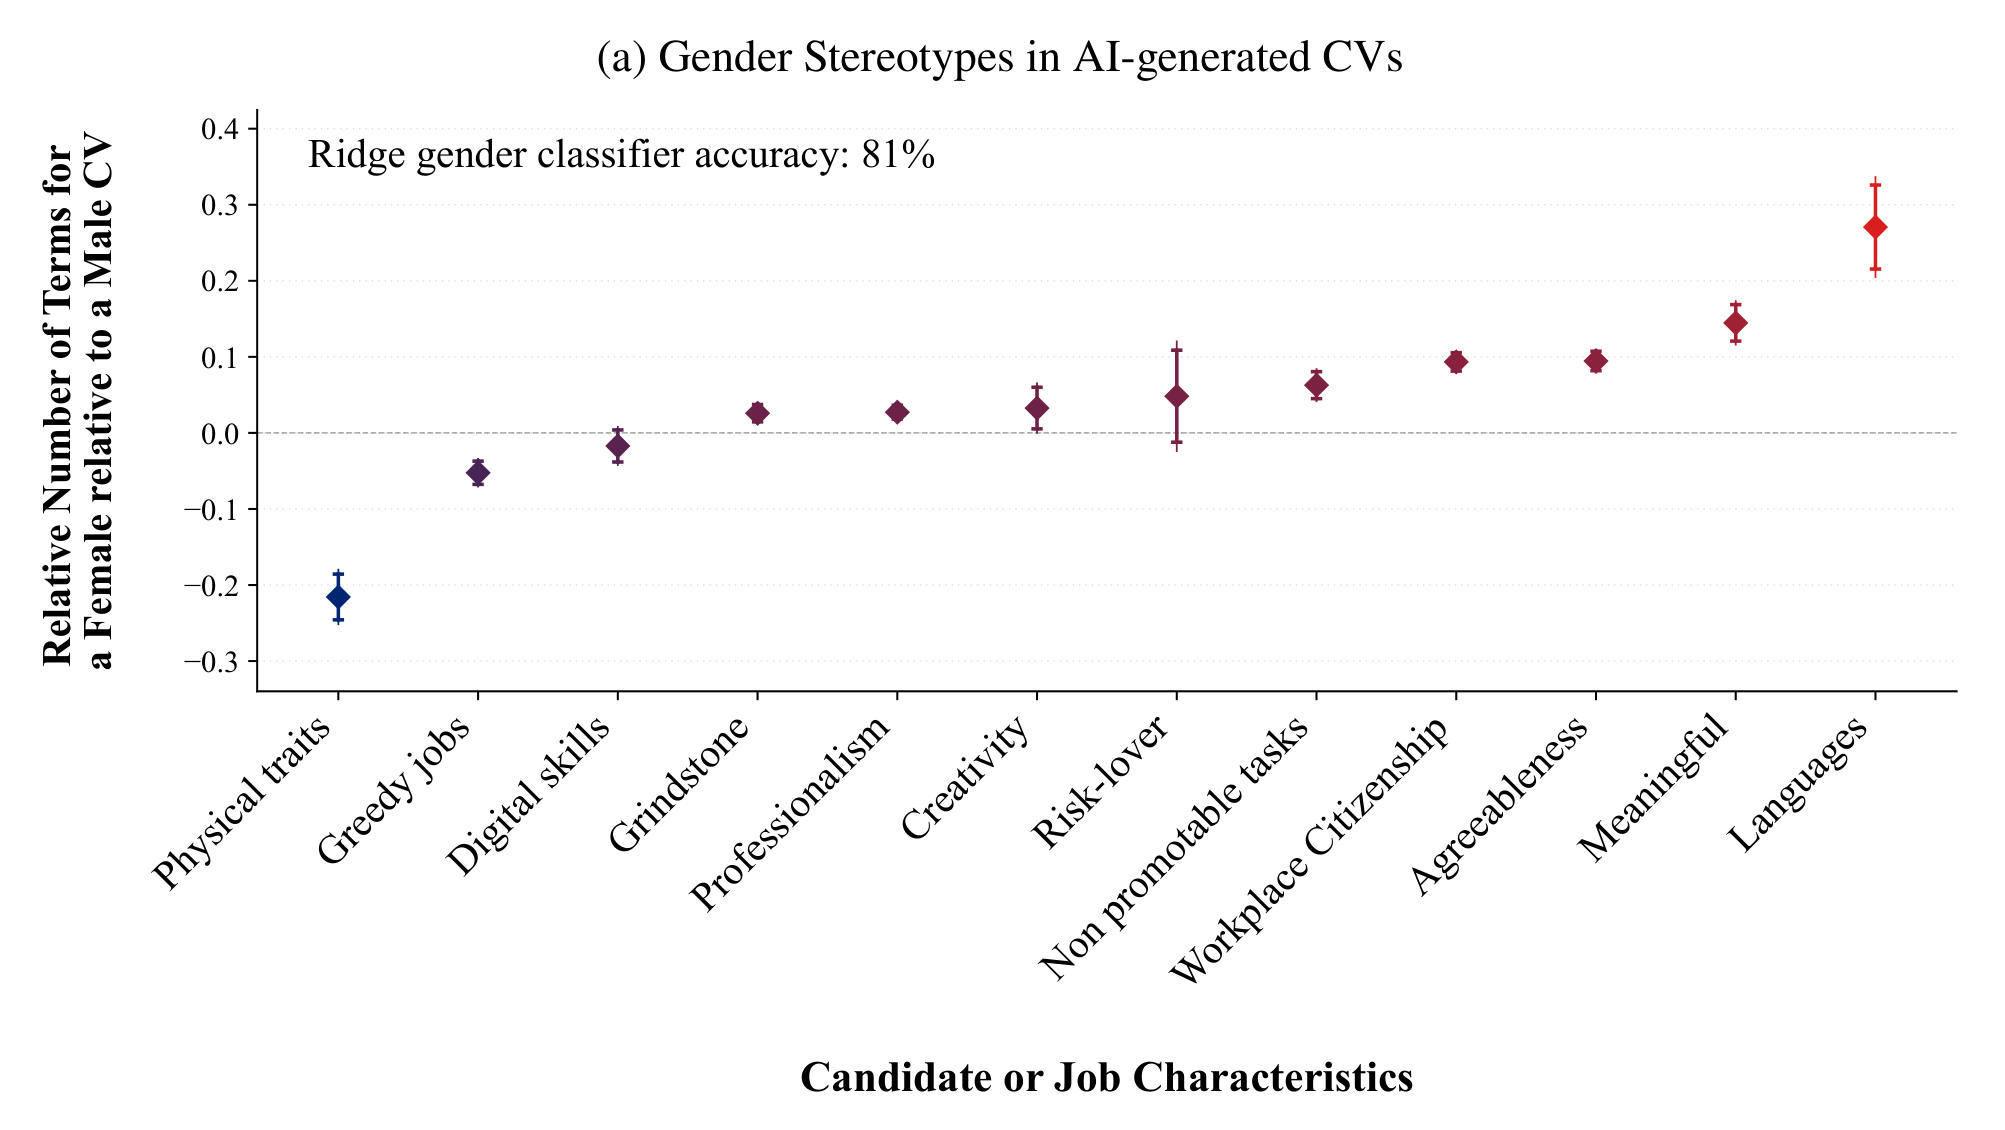 (a) Gender Stereotypes in AI-generated CVs
Ridge gender classifier accuracy: 81%
Relative Number of Terms for
a Female relative to a Male CV
0.4
0.3
0.2
0.1
0.0
−0.1
−0.2
−0.3
Physical traits
Greedy jobs
Digital skills
Grindstone
Professionalism
Creativity
Risk-lover
Non promotable tasks
Workplace Citizenship
Agreeableness
Meaningful
Languages
Candidate or Job Characteristics